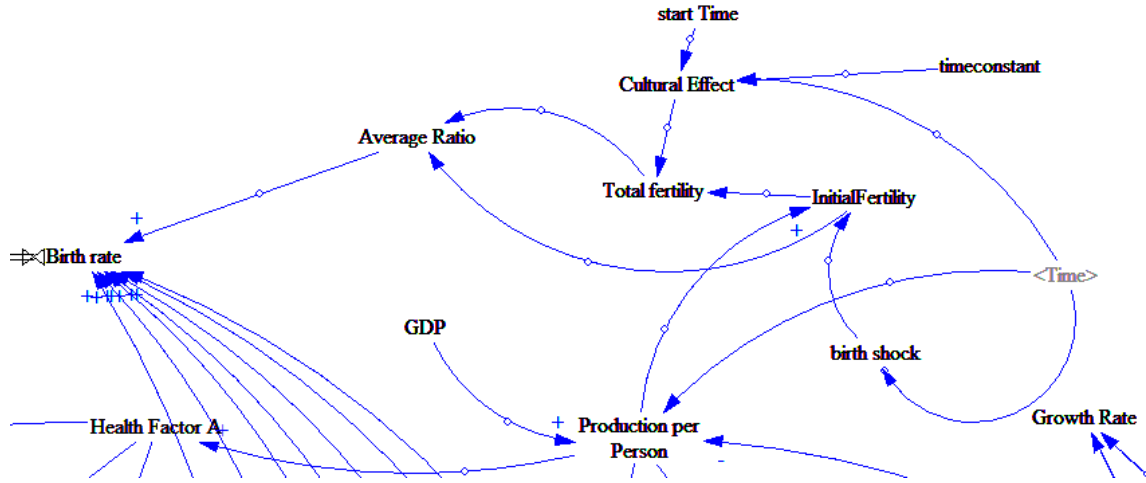 start Time
timeconstant
Cultural Effect
Average Ratio
Total fertility
InitialFertility
+
+
Birth rate
<Time>
+++++++
GDP
birth shock
Health Factor A
+
+
Production per
Person
-
Growth Rate